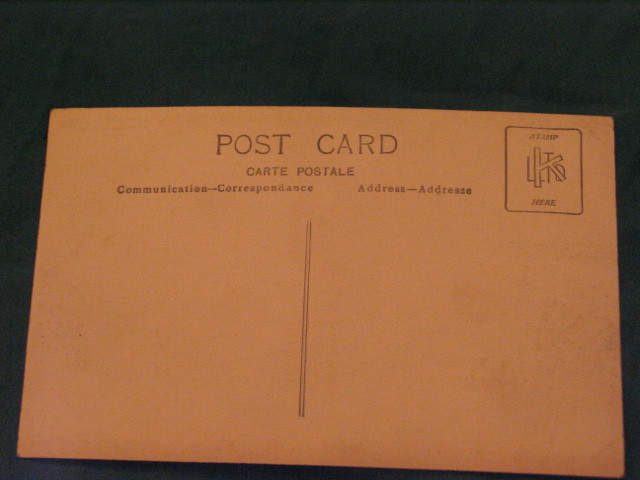 POST CARD
CARTE POSTALE
Communication—Correspondance Address—Addresse
STAMP
HERE